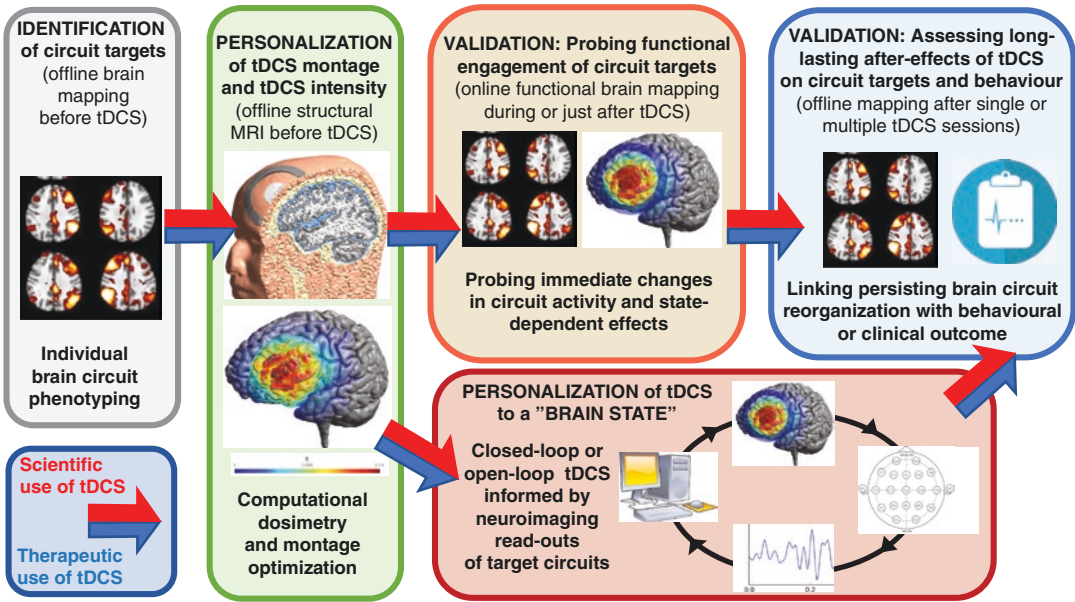 IDENTIFICATION
of circuit targets
(offline brain
mapping
before tDCS)
Individual
brain circuit
phenotyping
Scientific
use of tDCS
Therapeutic
use of tDCS
PERSONALIZATION
of tDCS montage
and tDCS intensity
(offline structural
MRI before tDCS)
Computational
dosimetry
and montage
optimization
VALIDATION: Probing functional
engagement of circuit targets
(online functional brain mapping
during or just after tDCS)
Probing immediate changes
in circuit activity and state-
dependent effects
VALIDATION: Assessing long-
lasting after-effects of tDCS
on circuit targets and behaviour
(offline mapping after single or
multiple tDCS sessions)
Linking persisting brain circuit
reorganization with behavioural
or clinical outcome
PERSONALIZATION of tDCS
to a ”BRAIN STATE”
Closed-loop or
open-loop tDCS
informed by
neuroimaging
read-outs
of target circuits
0.0 0.2